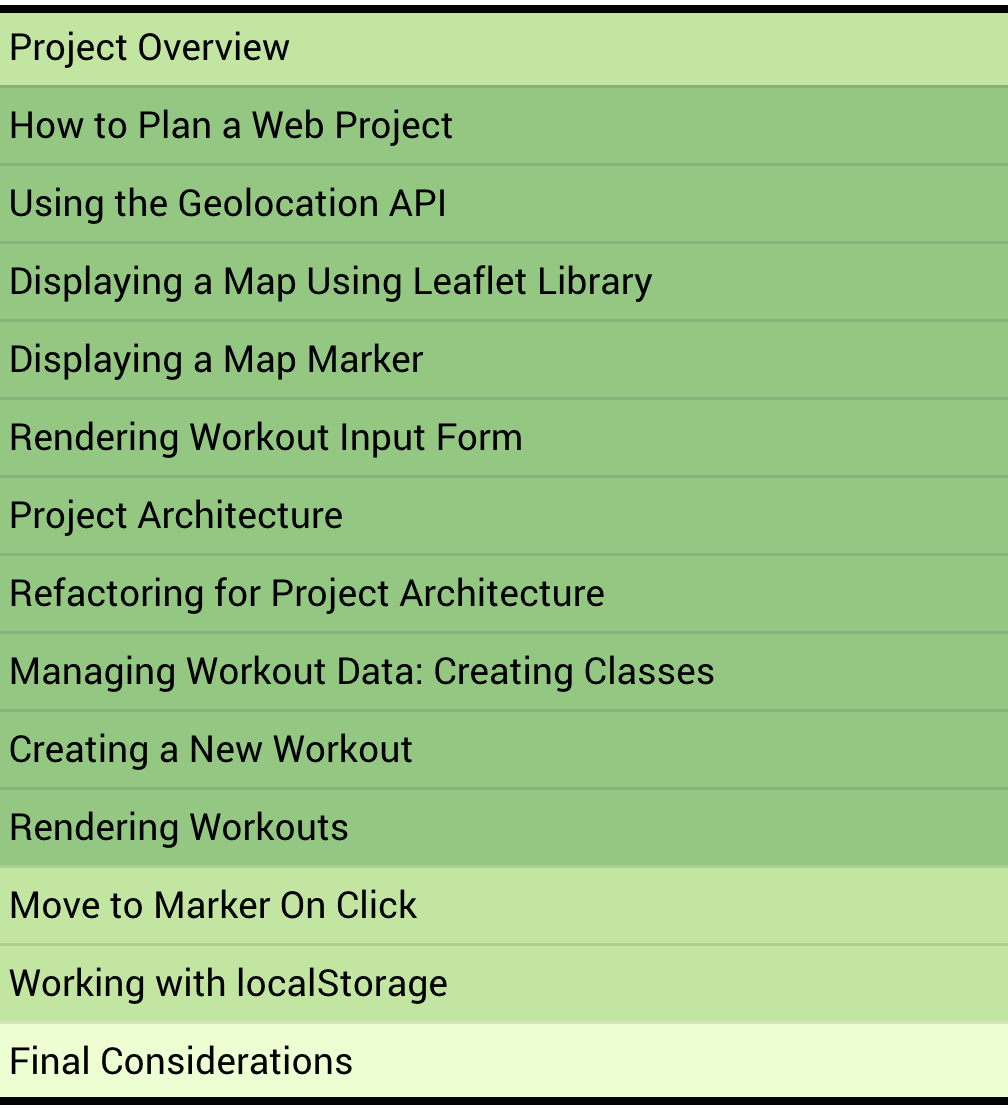 Project Overview
How to Plan a Web Project
Using the Geolocation API
Displaying a Map Using Leaflet Library
Displaying a Map Marker
Rendering Workout Input Form
Project Architecture
Refactoring for Project Architecture
Managing Workout Data: Creating Classes
Creating a New Workout
Rendering Workouts
Move to Marker On Click
Working with localStorage
Final Considerations